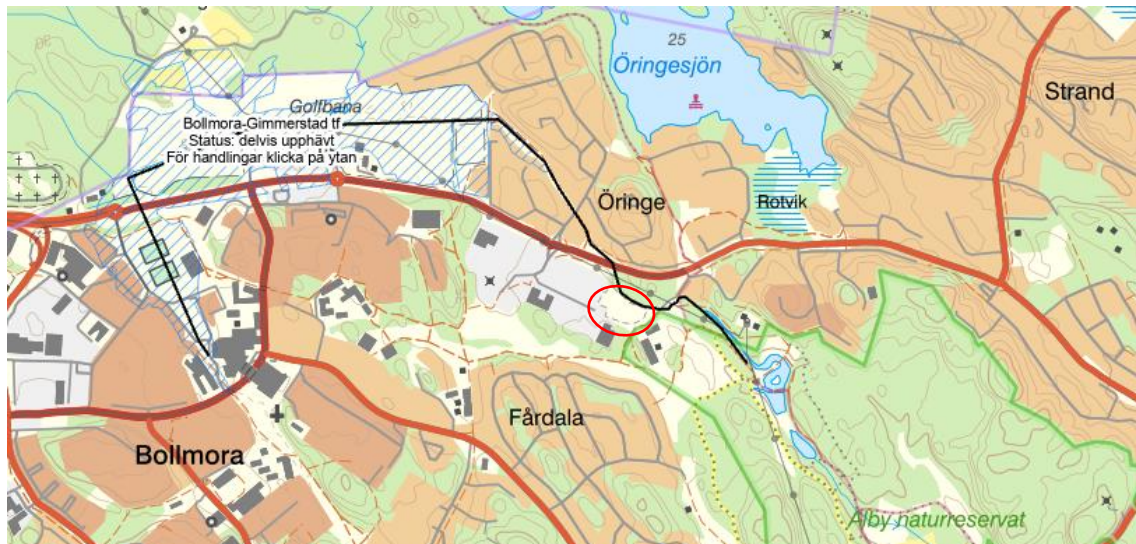 25
Öringesjön
Strand
Golfbana
Bollmora-Gimmerstad tf
Status: delvis upphävt
För handlingar klicka på ytan
Öringe
Rotvik
Fårdala
Bollmora
Alby naturreservat